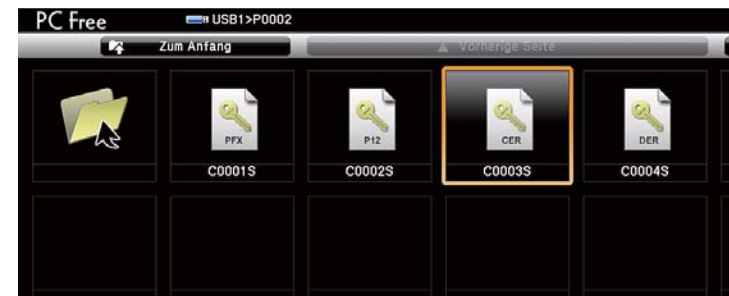 PC Free USB1>P0002
Zum Anfang ▲ Vorherige Seite
PFX P12 CER DER
C0001S C0002S C0003S C0004S